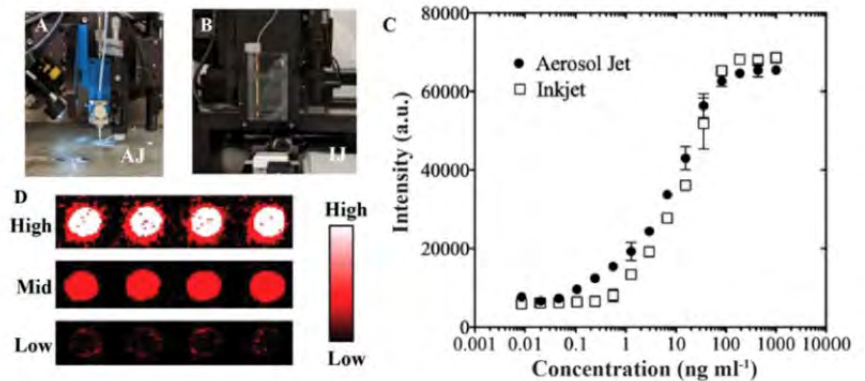 A
AJ
B
IJ
C
80000
60000
40000
20000
0
Intensity (a.u.)
Aerosol Jet
Inkjet
0.001
0.01
0.1
1
10
100
1000
10000
Concentration (ng ml⁻¹)
D
High
Mid
Low
High
Low